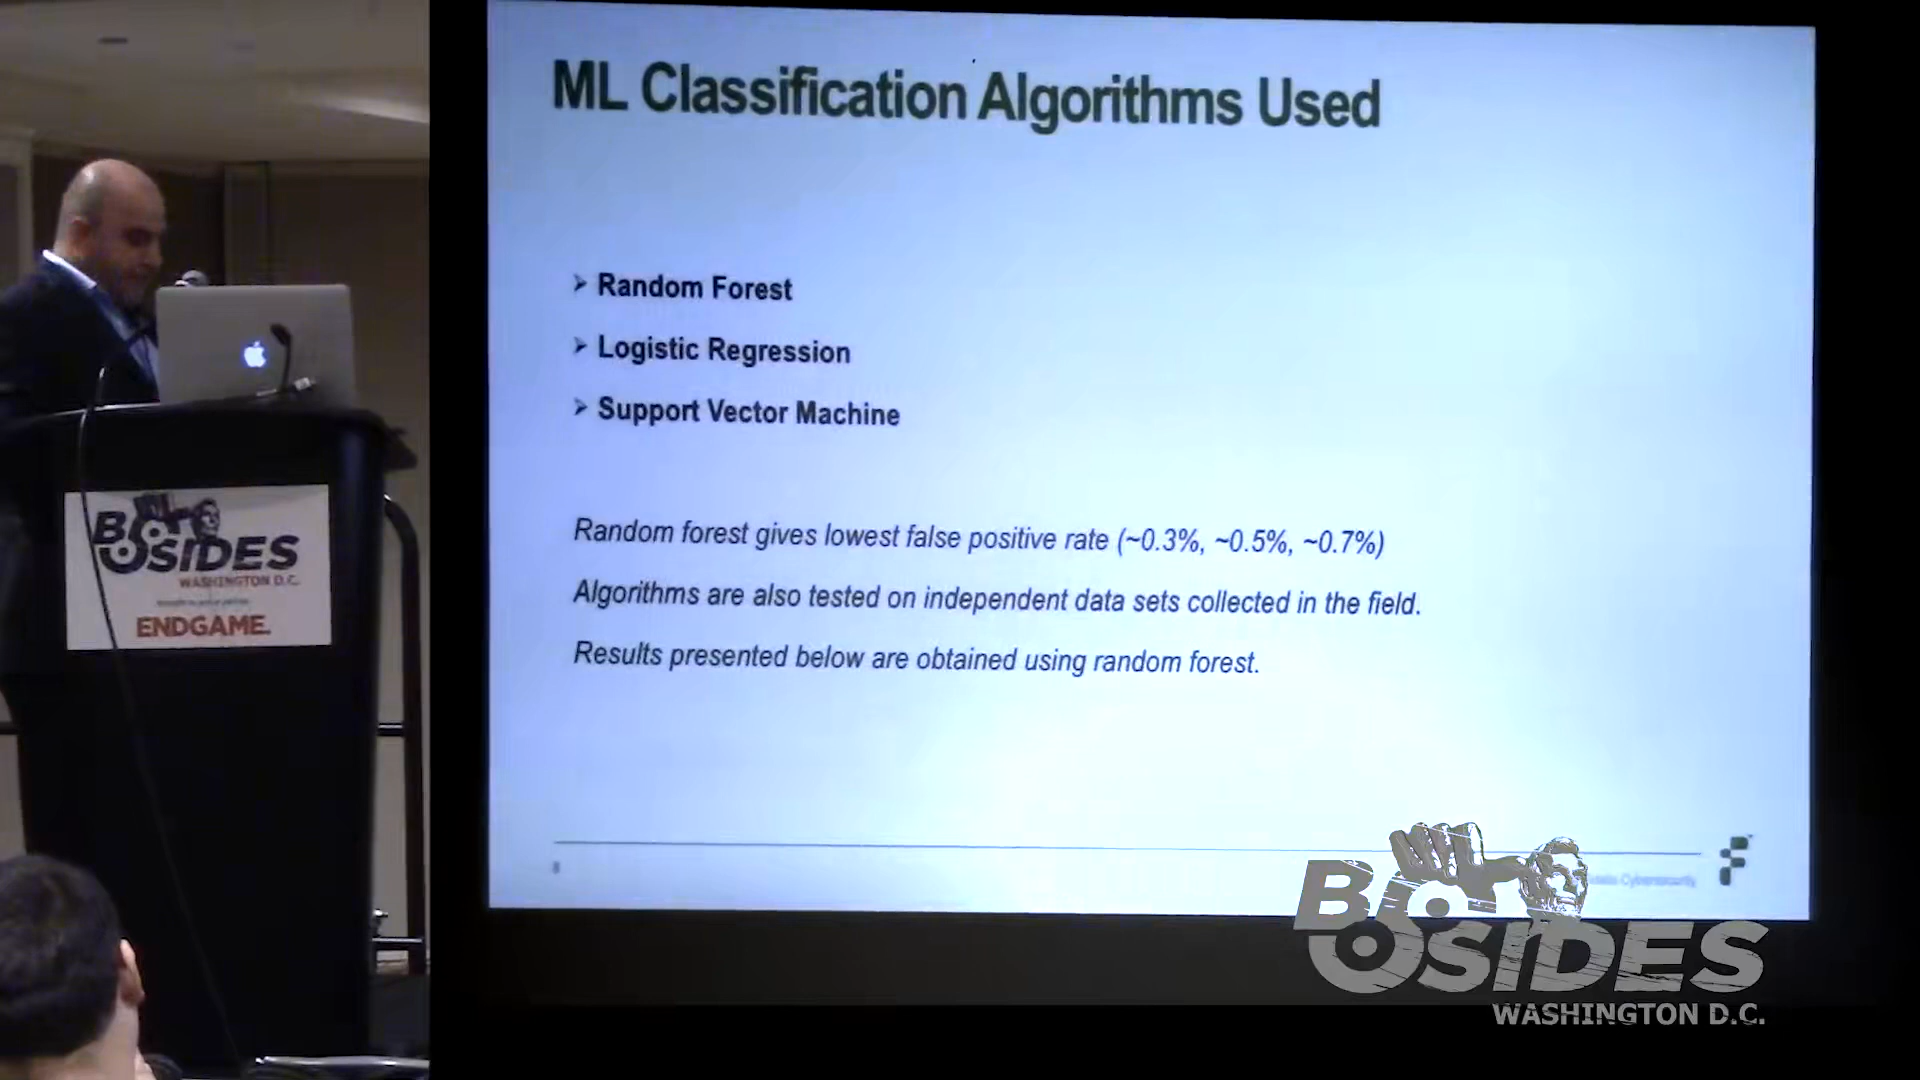 ML Classification Algorithms Used
Random Forest
Logistic Regression
Support Vector Machine
Random forest gives lowest false positive rate (~0.3%, ~0.5%, ~0.7%)
Algorithms are also tested on independent data sets collected in the field.
Results presented below are obtained using random forest.
8
Cybersecurity
BSIDES
WASHINGTON D.C.
ENDGAME.
BSIDES
WASHINGTON D.C.